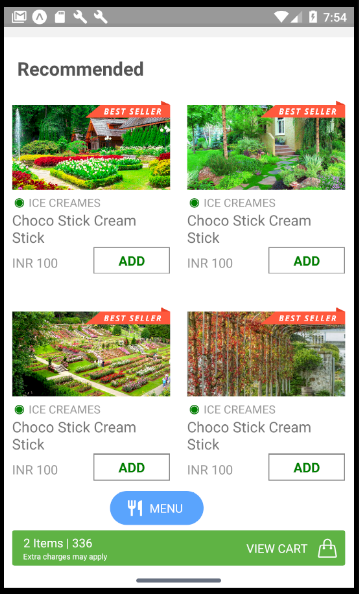 7:54
Recommended
BEST SELLER
BEST SELLER
ICE CREAMES
ICE CREAMES
Choco Stick Cream
Stick
Choco Stick Cream
Stick
INR 100
ADD
INR 100
ADD
BEST SELLER
BEST SELLER
ICE CREAMES
ICE CREAMES
Choco Stick Cream
Stick
Choco Stick Cream
Stick
INR 100
ADD
INR 100
ADD
MENU
2 Items | 336
Extra charges may apply
VIEW CART